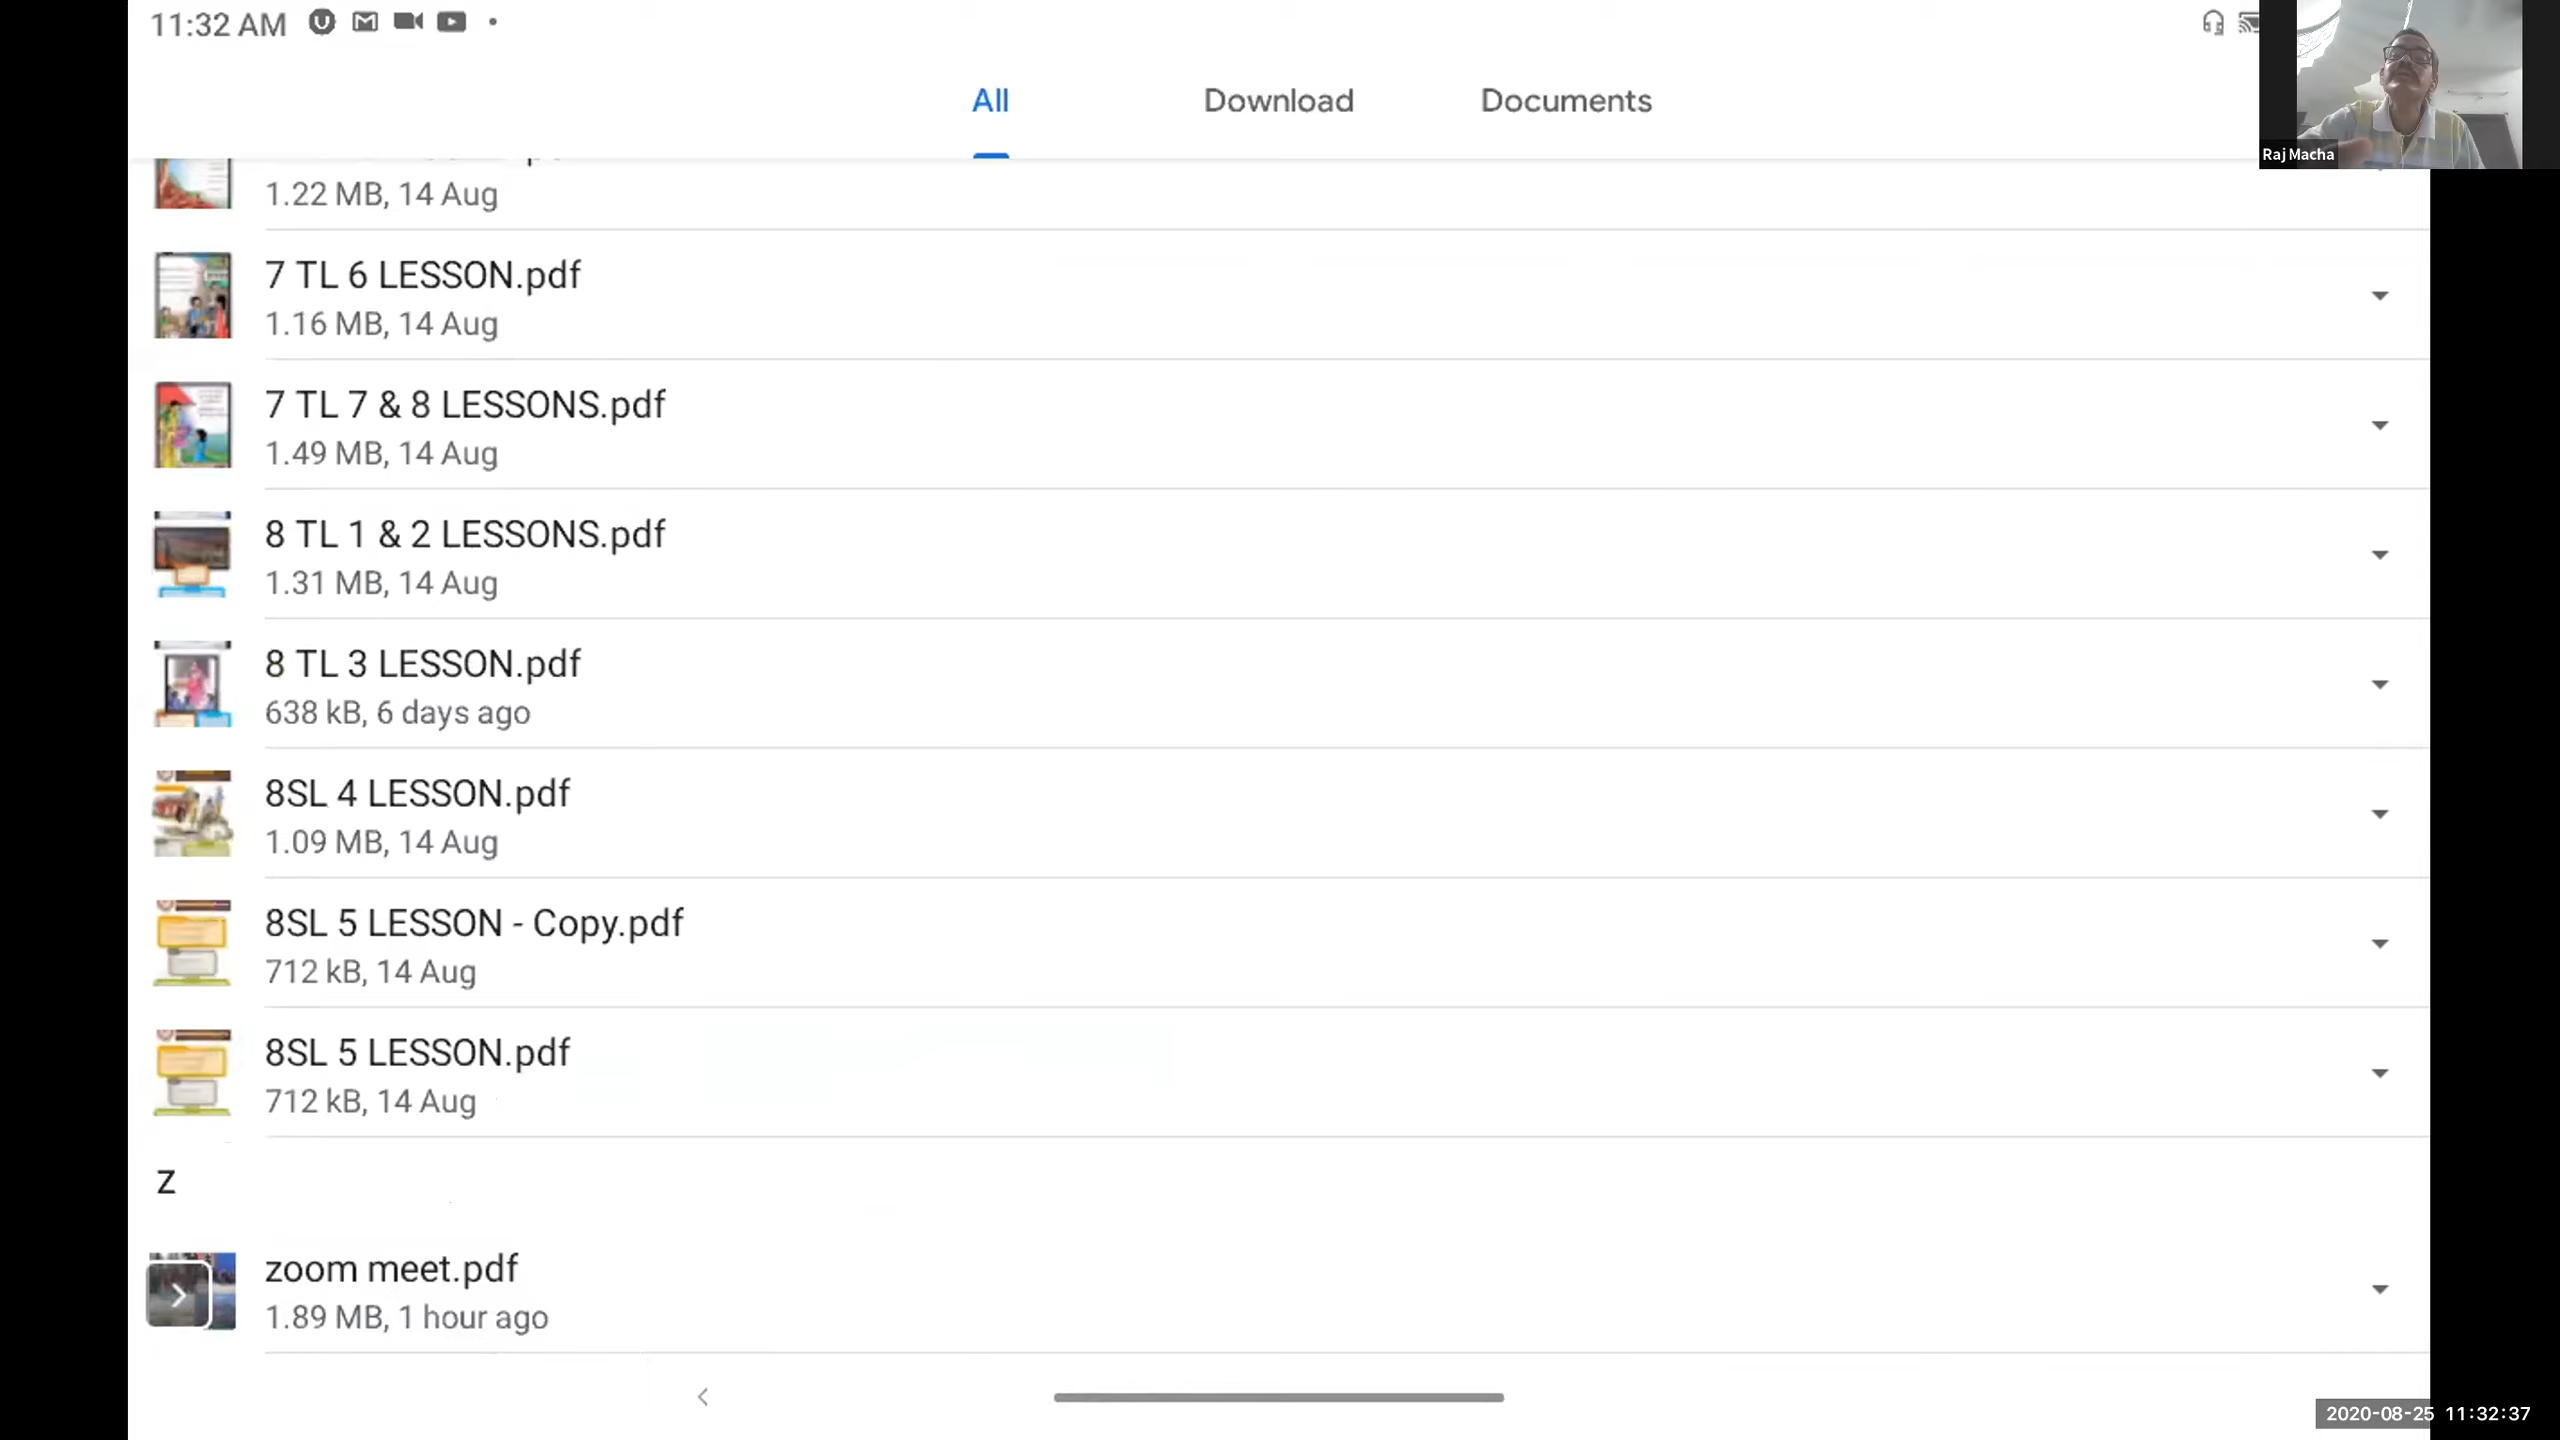 11:32 AM
All
Download
Documents
Raj Macha
1.22 MB, 14 Aug
7 TL 6 LESSON.pdf
1.16 MB, 14 Aug
7 TL 7 & 8 LESSONS.pdf
1.49 MB, 14 Aug
8 TL 1 & 2 LESSONS.pdf
1.31 MB, 14 Aug
8 TL 3 LESSON.pdf
638 kB, 6 days ago
8SL 4 LESSON.pdf
1.09 MB, 14 Aug
8SL 5 LESSON - Copy.pdf
712 kB, 14 Aug
8SL 5 LESSON.pdf
712 kB, 14 Aug
Z
zoom meet.pdf
1.89 MB, 1 hour ago
2020-08-25 11:32:37